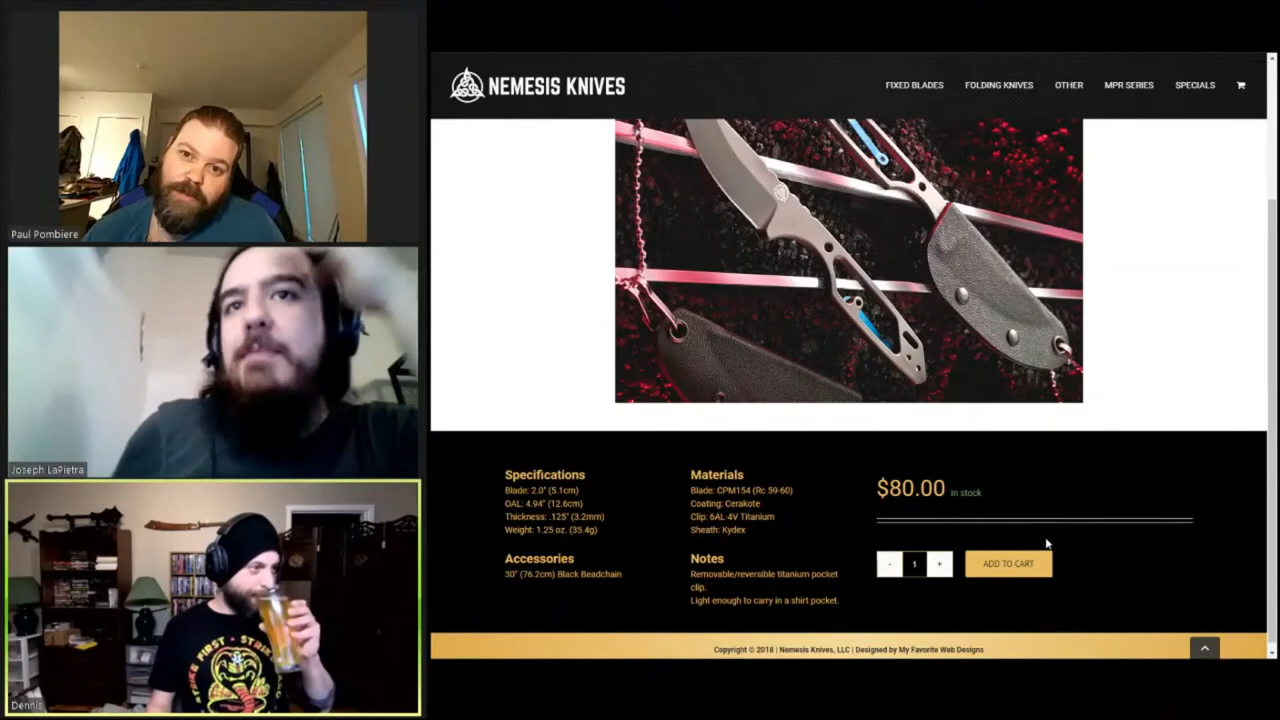 Paul Pombiere
Joseph LaPietra
STRIKE FIRST • STRI
Dennis
NEMESIS KNIVES
FIXED BLADES
FOLDING KNIVES
OTHER
MPR SERIES
SPECIALS
Specifications
Blade: 2.0" (5.1cm)
OAL: 4.94" (12.6cm)
Thickness: .125" (3.2mm)
Weight: 1.25 oz. (35.4g)
Accessories
30" (76.2cm) Black Beadchain
Materials
Blade: CPM154 (Rc 59-60)
Coating: Cerakote
Clip: 6AL-4V Titanium
Sheath: Kydex
Notes
Removable/reversible titanium pocket
clip.
Light enough to carry in a shirt pocket.
$80.00 In stock
- 1 +
ADD TO CART
Copyright © 2018 | Nemesis Knives, LLC | Designed by My Favorite Web Designs